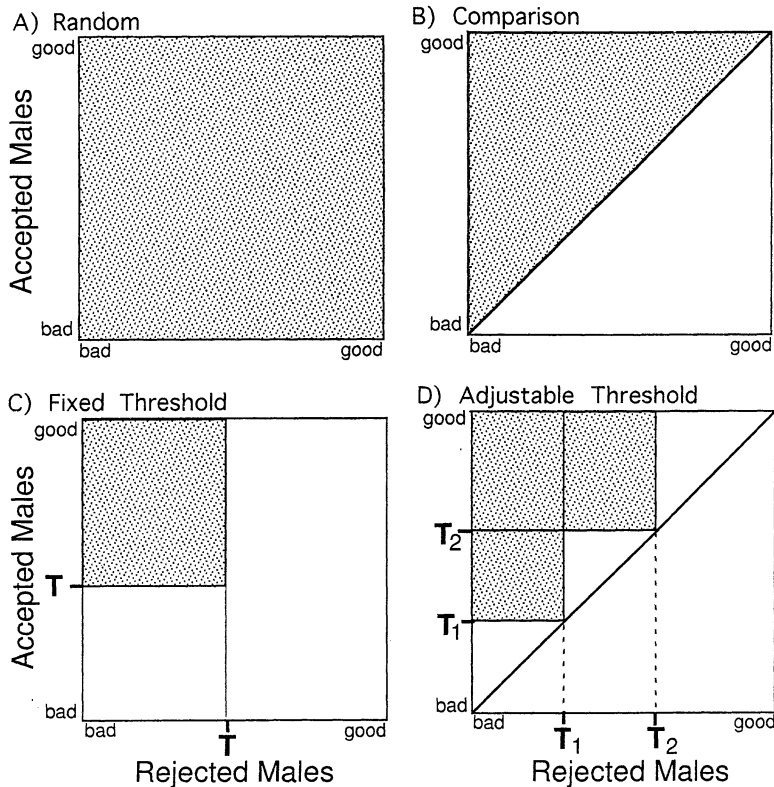 A) Random
good
Accepted Males
bad
bad good
B) Comparison
good
bad
bad good
C) Fixed Threshold
good
Accepted Males
T
bad
bad good
T
Rejected Males
D) Adjustable Threshold
good
T2
T1
bad
bad good
T1 T2
Rejected Males